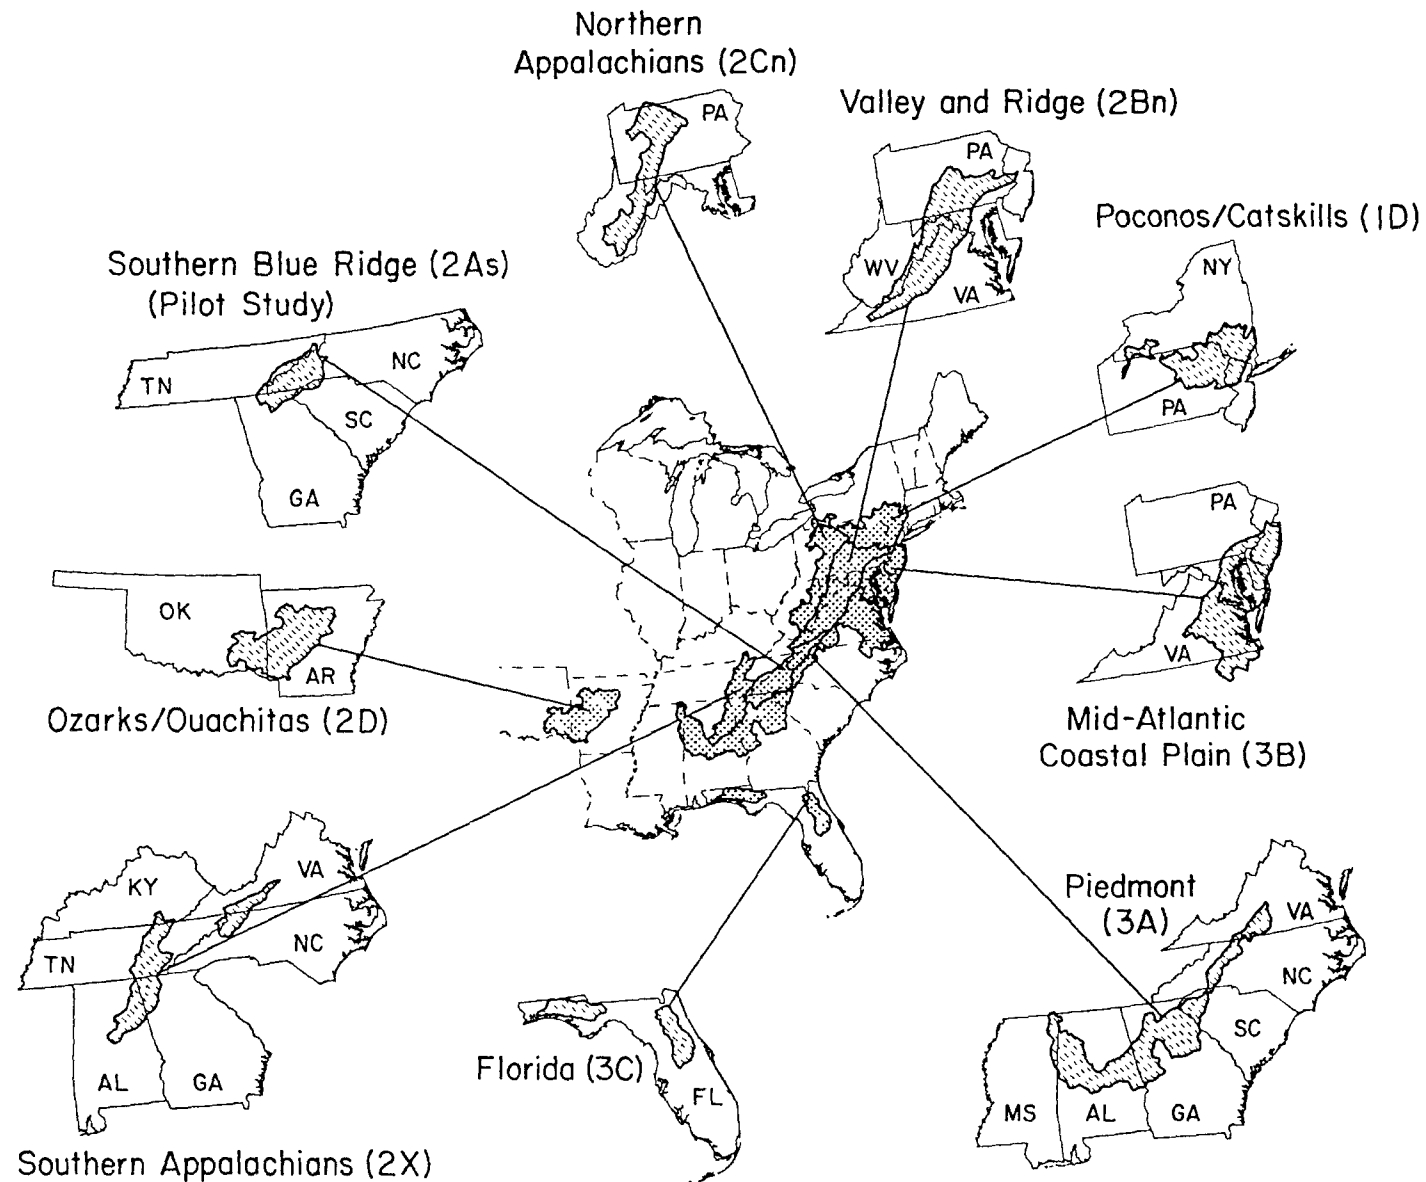 Northern
Appalachians (2Cn)
PA
Valley and Ridge (2Bn)
PA
WV
VA
Poconos/Catskills (1D)
NY
PA
Southern Blue Ridge (2As)
(Pilot Study)
TN
NC
SC
GA
OK
AR
Ozarks/Ouachitas (2D)
PA
VA
Mid-Atlantic
Coastal Plain (3B)
KY
VA
TN
NC
AL
GA
Southern Appalachians (2X)
Florida (3C)
FL
Piedmont
(3A)
VA
NC
SC
MS
AL
GA